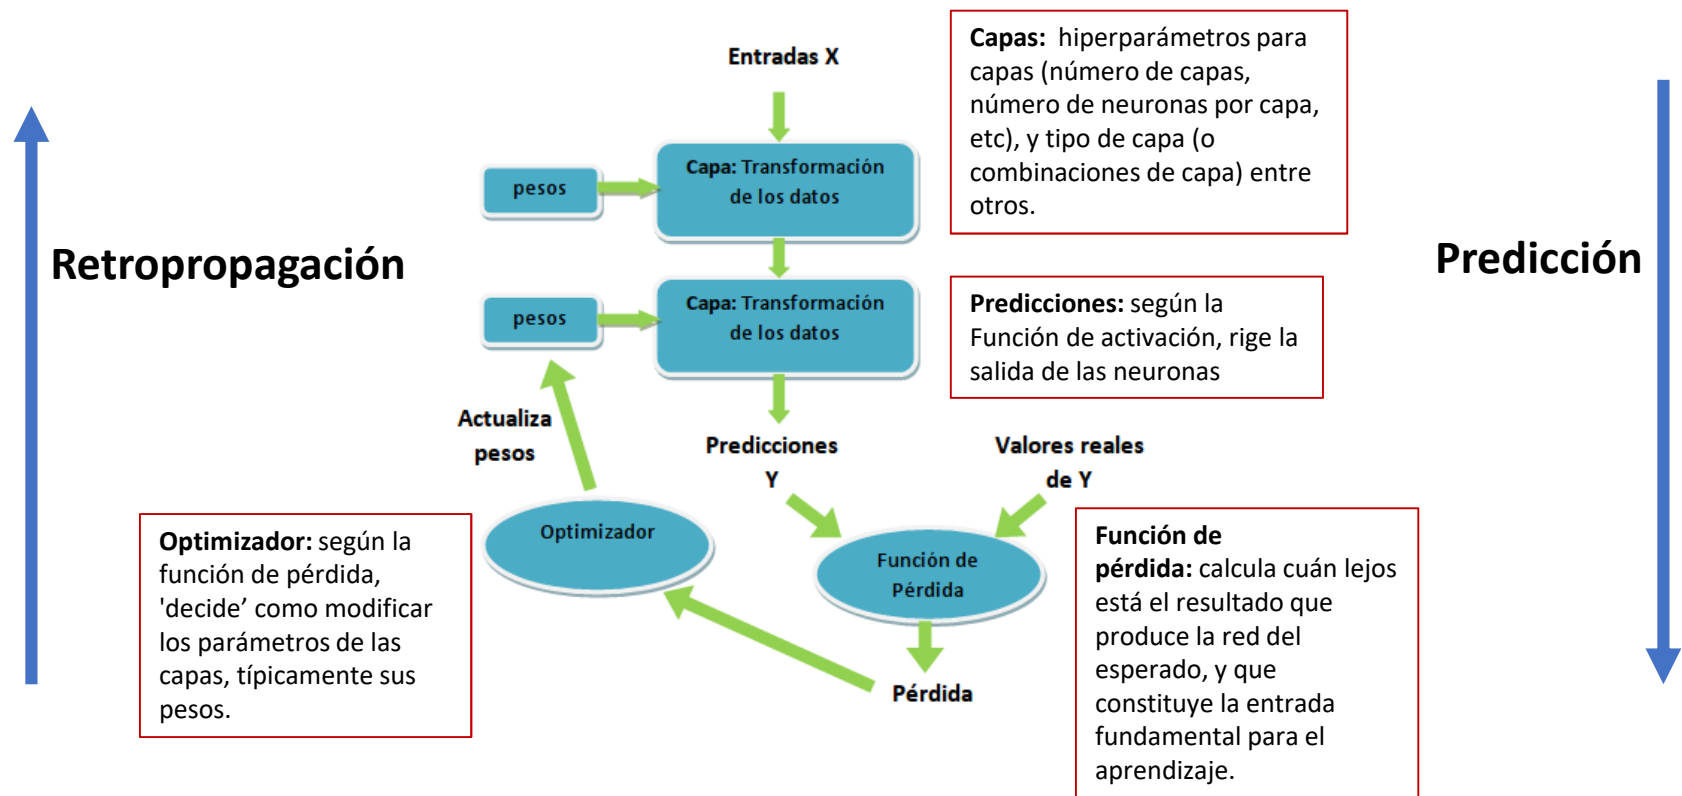 Entradas X
Capas: hiperparámetros para
capas (número de capas,
número de neuronas por capa,
etc), y tipo de capa (o
combinaciones de capa) entre
otros.
pesos
Capa: Transformación
de los datos
Retropropagación
Predicción
pesos
Capa: Transformación
de los datos
Predicciones: según la
Función de activación, rige la
salida de las neuronas
Actualiza
pesos
Predicciones
Y
Valores reales
de Y
Optimizador
Función de
Pérdida
Pérdida
Optimizador: según la
función de pérdida,
'decide’ como modificar
los parámetros de las
capas, típicamente sus
pesos.
Función de
pérdida: calcula cuán lejos
está el resultado que
produce la red del
esperado, y que
constituye la entrada
fundamental para el
aprendizaje.